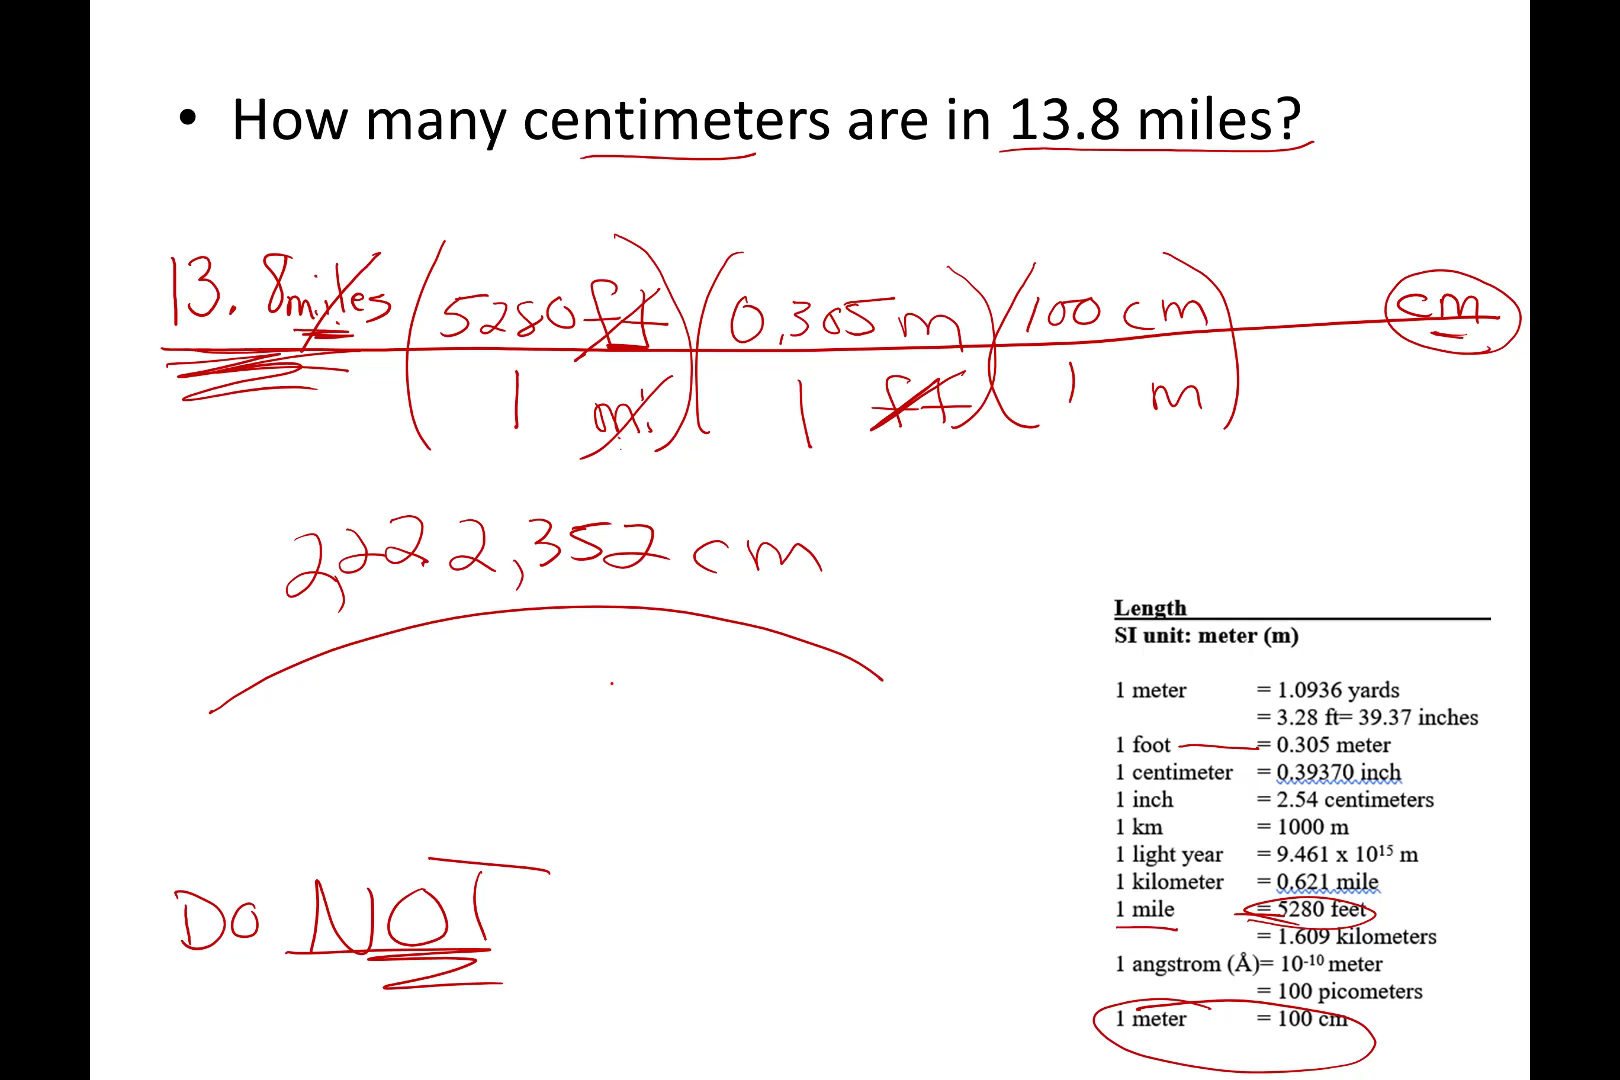 • How many centimeters are in 13.8 miles?
13.8miles (5280 ft) (0.305 m) (100 cm) cm
1 mi 1 ft 1 m
2,222,352 cm
Length
SI unit: meter (m)
1 meter = 1.0936 yards
= 3.28 ft= 39.37 inches
1 foot = 0.305 meter
1 centimeter = 0.39370 inch
1 inch = 2.54 centimeters
1 km = 1000 m
1 light year = 9.461 x 10¹⁵ m
1 kilometer = 0.621 mile
1 mile = 5280 feet
= 1.609 kilometers
1 angstrom (Å)= 10⁻¹⁰ meter
= 100 picometers
1 meter = 100 cm
Do NOT